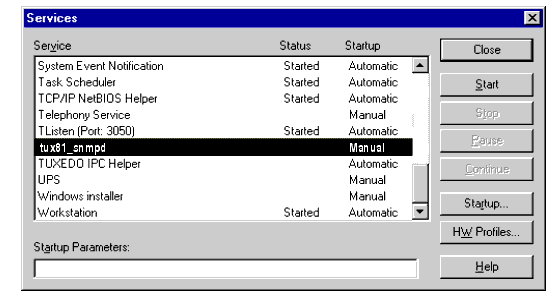 Services
Service Status Startup
System Event Notification Started Automatic
Task Scheduler Started Automatic
TCP/IP NetBIOS Helper Started Automatic
Telephony Service Manual
TListen (Port: 3050) Started Automatic
tux81_snmpd Manual
TUXEDO IPC Helper Automatic
UPS Manual
Windows installer Manual
Workstation Started Automatic
Startup Parameters:
Close
Start
Stop
Pause
Continue
Startup...
HW Profiles...
Help